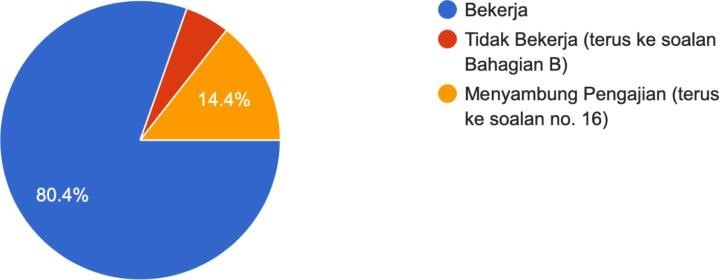 Bekerja
Tidak Bekerja (terus ke soalan
Bahagian B)
Menyambung Pengajian (terus
ke soalan no. 16)
14.4%
80.4%